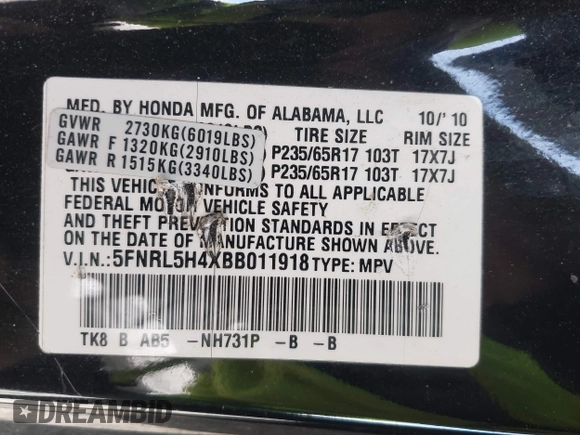 MFD. BY HONDA MFG. OF ALABAMA, LLC 10/'10
GVWR 2730KG(6019LBS) TIRE SIZE RIM SIZE
GAWR F 1320KG(2910LBS) P235/65R17 103T 17X7J
GAWR R 1515KG(3340LBS) P235/65R17 103T 17X7J
THIS VEHICLE CONFORMS TO ALL APPLICABLE
FEDERAL MOTOR VEHICLE SAFETY
AND THEFT PREVENTION STANDARDS IN EFFECT
ON THE DATE OF MANUFACTURE SHOWN ABOVE.
V.I.N.:5FNRL5H4XBB011918 TYPE: MPV
TK8 B AB5 -NH731P -B -B
DREAMBID